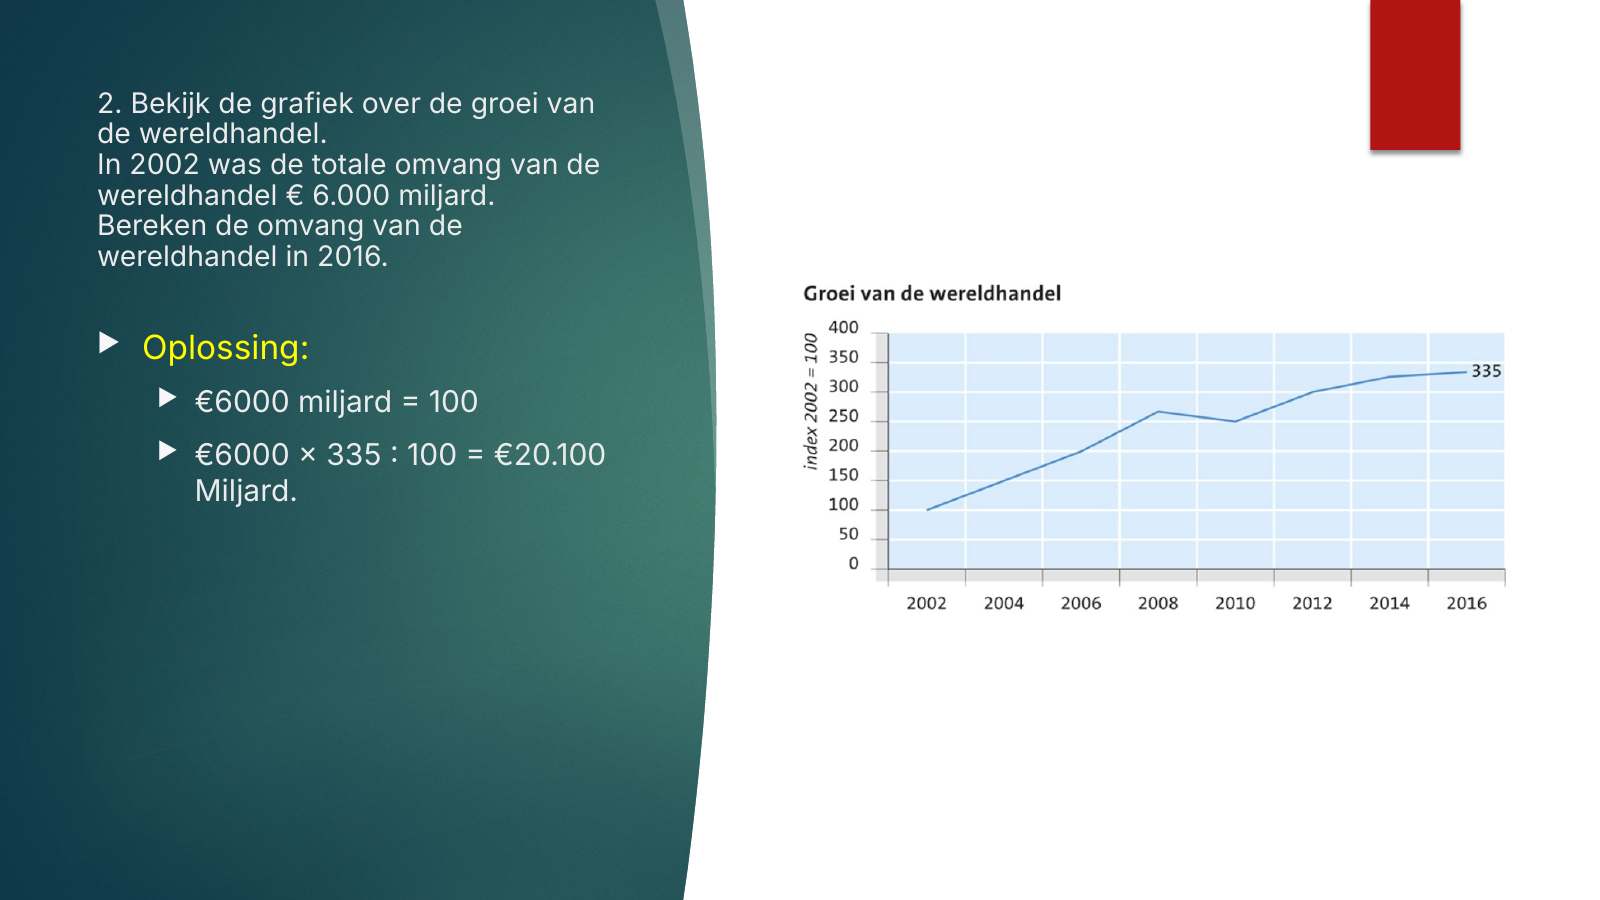 2. Bekijk de grafiek over de groei van
de wereldhandel.
In 2002 was de totale omvang van de
wereldhandel € 6.000 miljard.
Bereken de omvang van de
wereldhandel in 2016.
Oplossing:
€6000 miljard = 100
€6000 × 335 : 100 = €20.100
Miljard.
Groei van de wereldhandel
index 2002 = 100
400
350
300
250
200
150
100
50
0
335
2002 2004 2006 2008 2010 2012 2014 2016